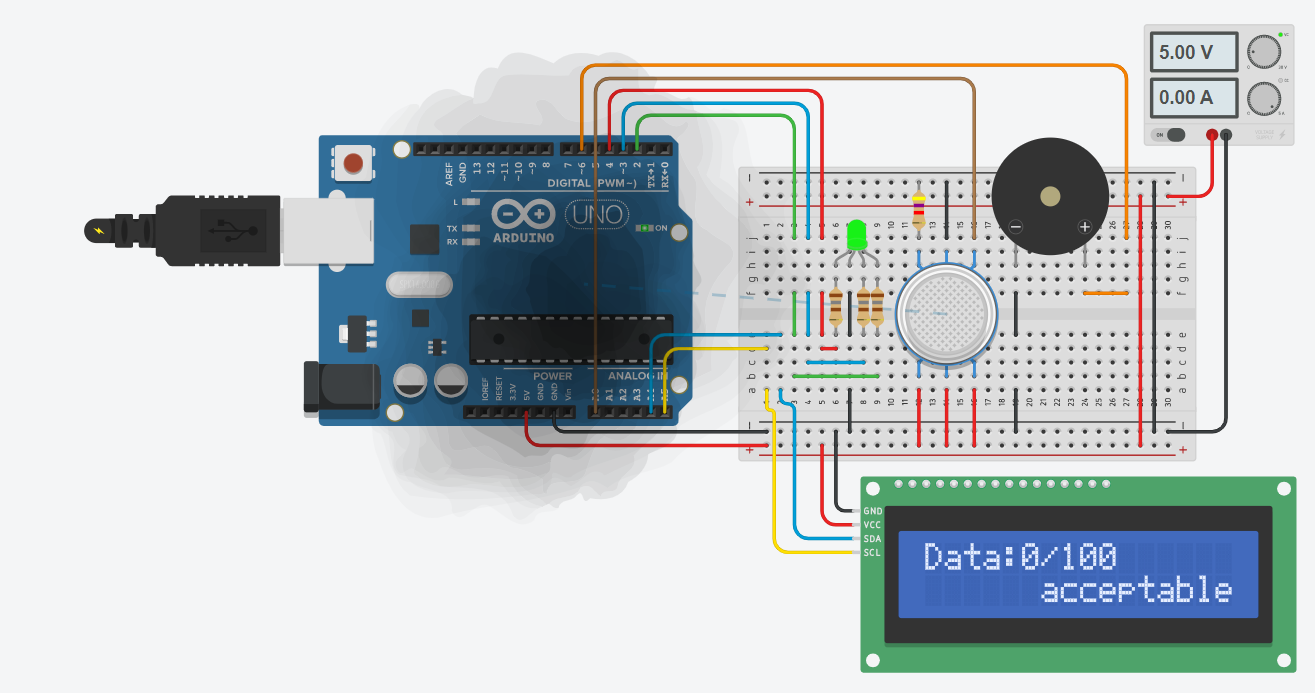 5.00 V
0.00 A
ON
AREF
GND
13
12
~11
~10
~9
8
7
~6
5
4
~3
2
TX→1
RX←0
DIGITAL (PWM~)
L
TX
RX
ARDUINO
UNO
ON
POWER
ANALOG IN
IOREF
RESET
3.3V
5V
GND
GND
Vin
A0
A1
A2
A3
A4
A5
GND
VCC
SDA
SCL
Data:0/100
acceptable